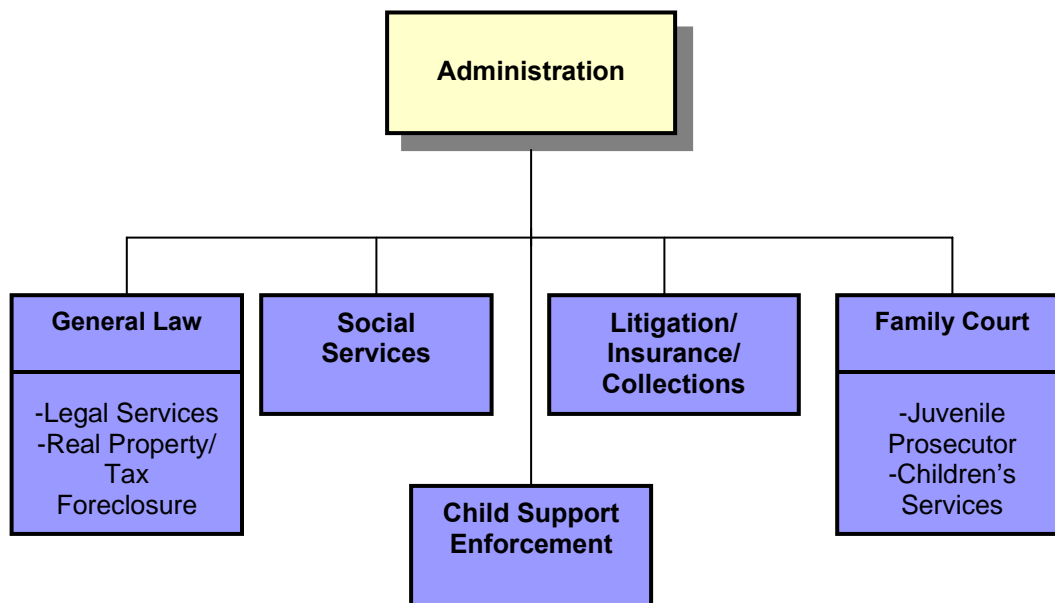 Administration
General Law
-Legal Services
-Real Property/
Tax
Foreclosure
Social
Services
Litigation/
Insurance/
Collections
Family Court
-Juvenile
Prosecutor
-Children’s
Services
Child Support
Enforcement